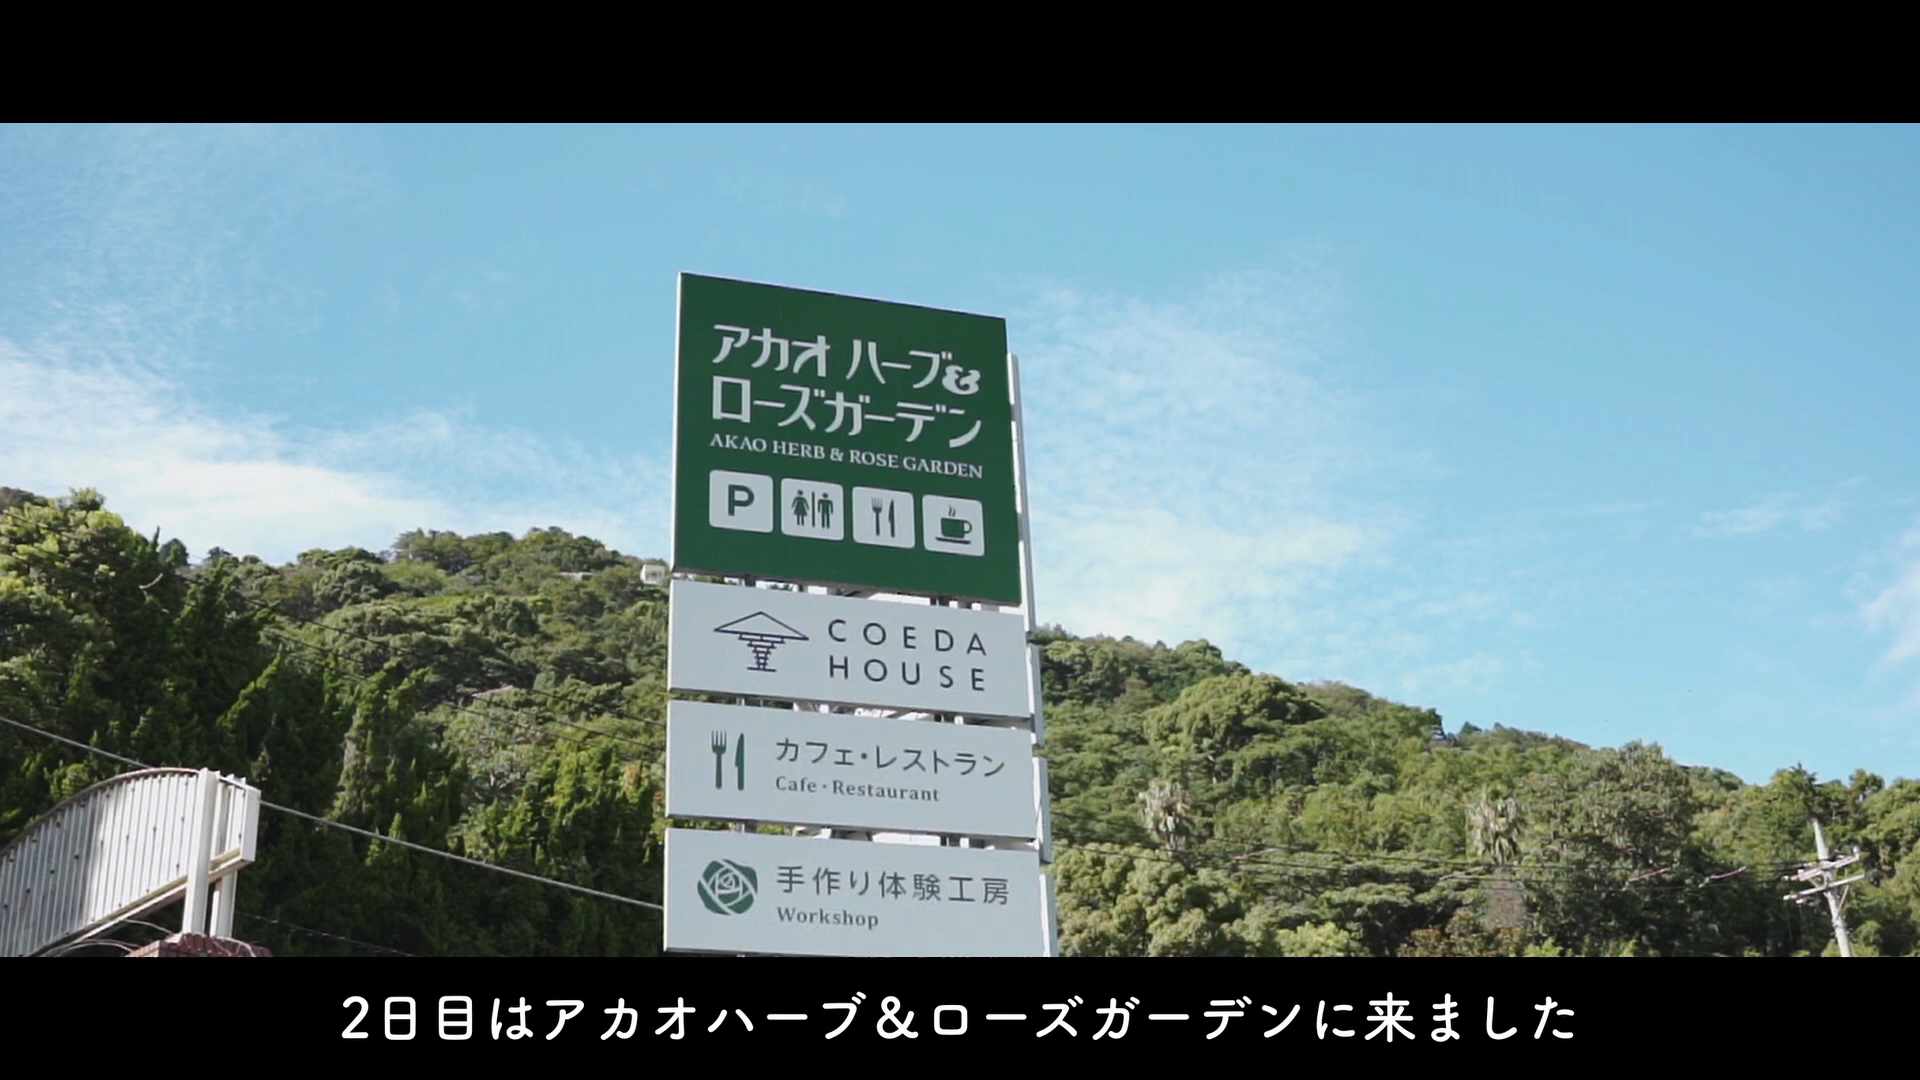 アカオ ハーブ&
ローズガーデン
AKAO HERB & ROSE GARDEN
P
COEDA
HOUSE
カフェ・レストラン
Cafe・Restaurant
手作り体験工房
Workshop
2日目はアカオハーブ&ローズガーデンに来ました